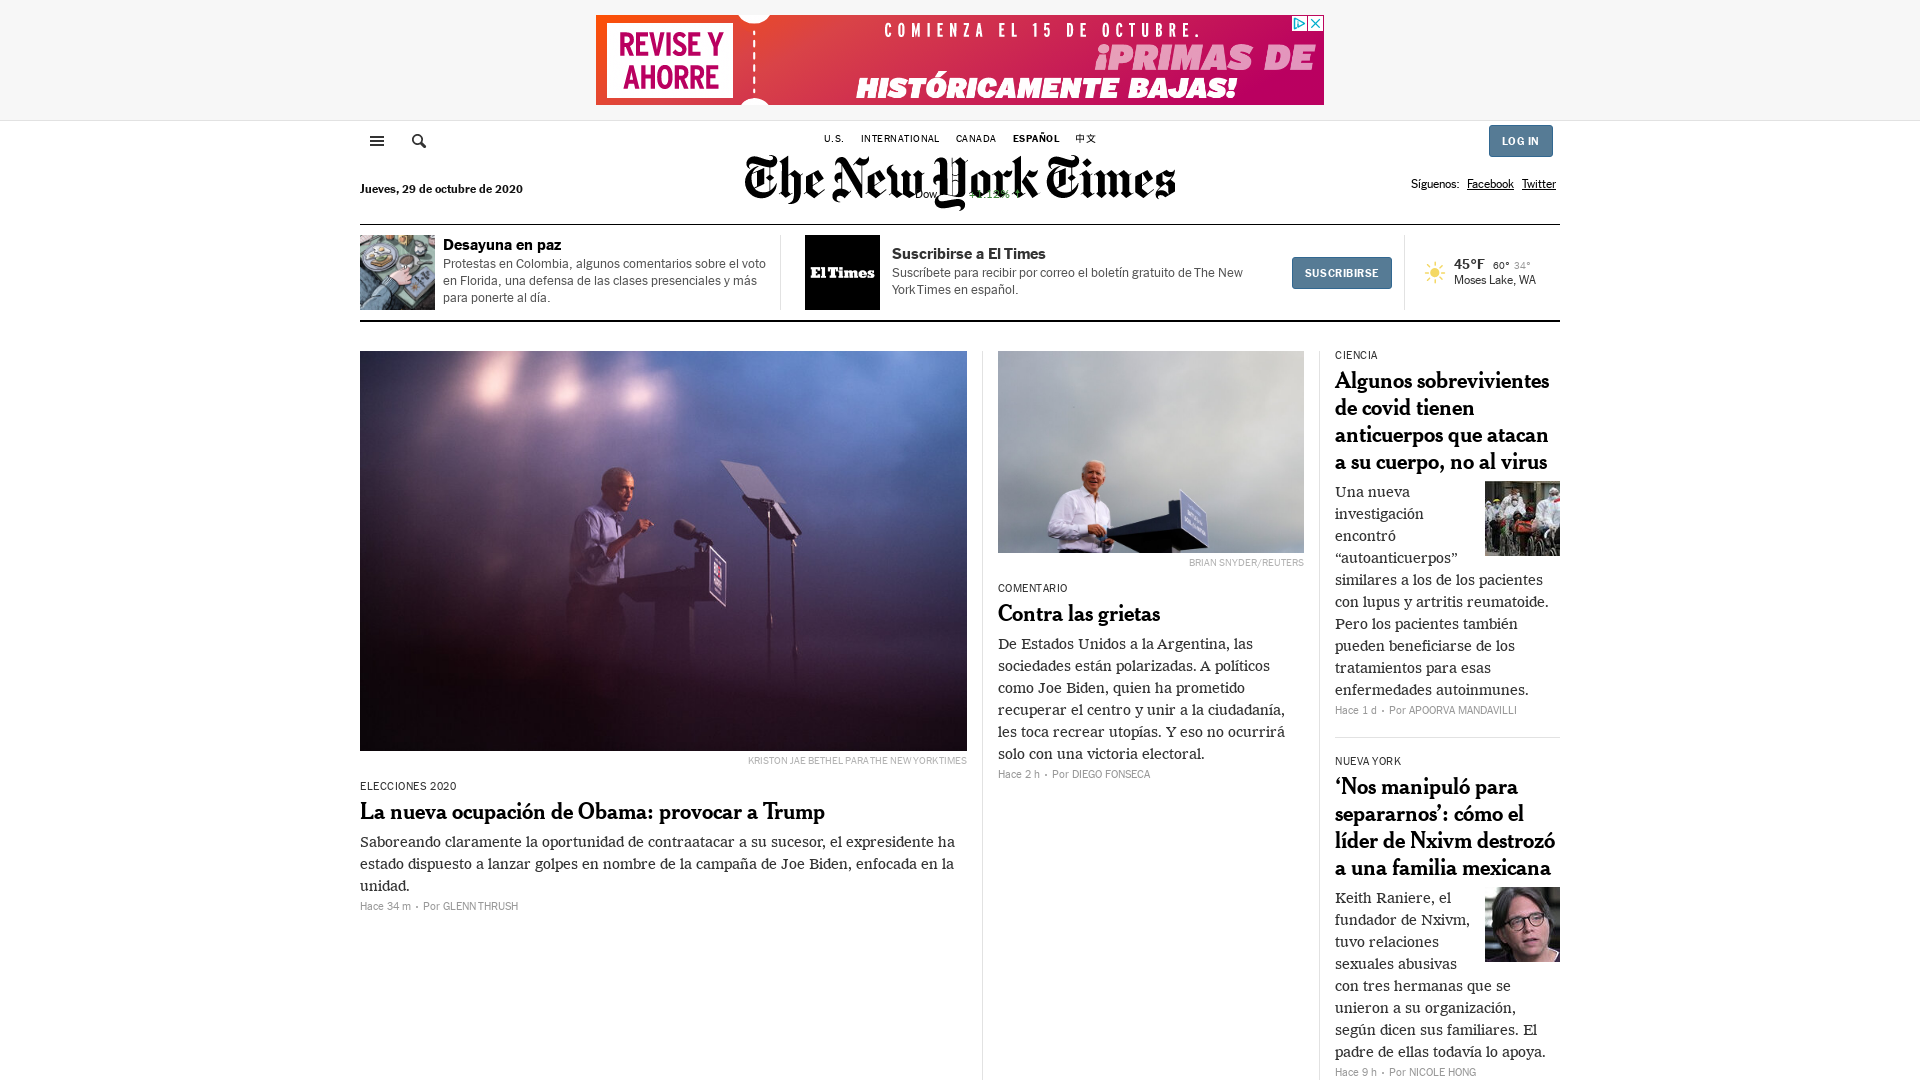 REVISE Y
AHORRE
COMIENZA EL 15 DE OCTUBRE.
¡PRIMAS DE
HISTÓRICAMENTE BAJAS!
U.S. INTERNATIONAL CANADA ESPAÑOL 中文
LOG IN
The New York Times
Jueves, 29 de octubre de 2020
Dow
+1.12% ↑
Síguenos: Facebook Twitter
Desayuna en paz
Protestas en Colombia, algunos comentarios sobre el voto
en Florida, una defensa de las clases presenciales y más
para ponerte al día.
El Times
Suscribirse a El Times
Suscríbete para recibir por correo el boletín gratuito de The New
York Times en español.
SUSCRIBIRSE
45°F 60° 34°
Moses Lake, WA
KRISTON JAE BETHEL PARA THE NEW YORK TIMES
ELECCIONES 2020
La nueva ocupación de Obama: provocar a Trump
Saboreando claramente la oportunidad de contraatacar a su sucesor, el expresidente ha
estado dispuesto a lanzar golpes en nombre de la campaña de Joe Biden, enfocada en la
unidad.
Hace 34 m • Por GLENN THRUSH
BRIAN SNYDER/REUTERS
COMENTARIO
Contra las grietas
De Estados Unidos a la Argentina, las
sociedades están polarizadas. A políticos
como Joe Biden, quien ha prometido
recuperar el centro y unir a la ciudadanía,
les toca recrear utopías. Y eso no ocurrirá
solo con una victoria electoral.
Hace 2 h • Por DIEGO FONSECA
CIENCIA
Algunos sobrevivientes
de covid tienen
anticuerpos que atacan
a su cuerpo, no al virus
Una nueva
investigación
encontró
“autoanticuerpos”
similares a los de los pacientes
con lupus y artritis reumatoide.
Pero los pacientes también
pueden beneficiarse de los
tratamientos para esas
enfermedades autoinmunes.
Hace 1 d • Por APOORVA MANDAVILLI
NUEVA YORK
‘Nos manipuló para
separarnos’: cómo el
líder de Nxivm destrozó
a una familia mexicana
Keith Raniere, el
fundador de Nxivm,
tuvo relaciones
sexuales abusivas
con tres hermanas que se
unieron a su organización,
según dicen sus familiares. El
padre de ellas todavía lo apoya.
Hace 9 h • Por NICOLE HONG